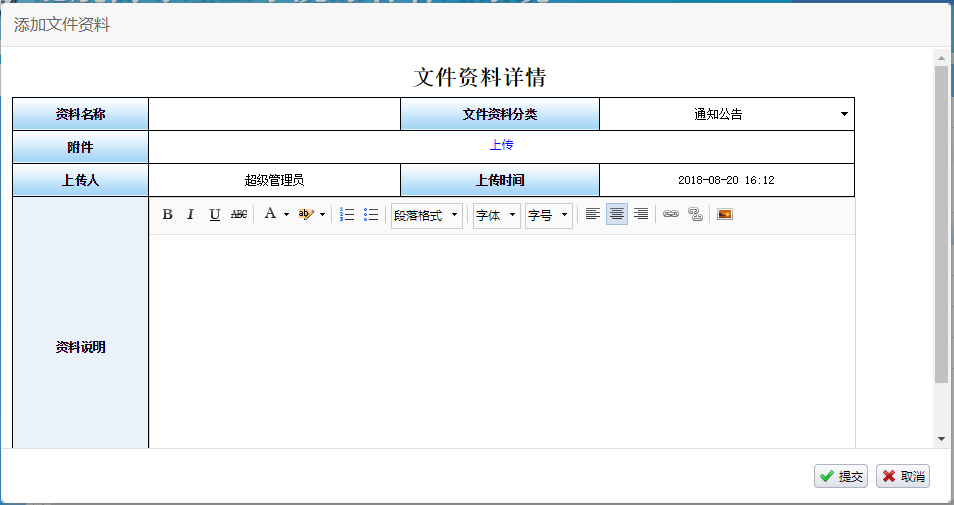 添加文件资料
文件资料详情
资料名称 文件资料分类 通知公告
附件 上传
上传人 超级管理员 上传时间 2018-08-20 16:12
B I U ABC A ab 段落格式 字体 字号
资料说明
提交 取消